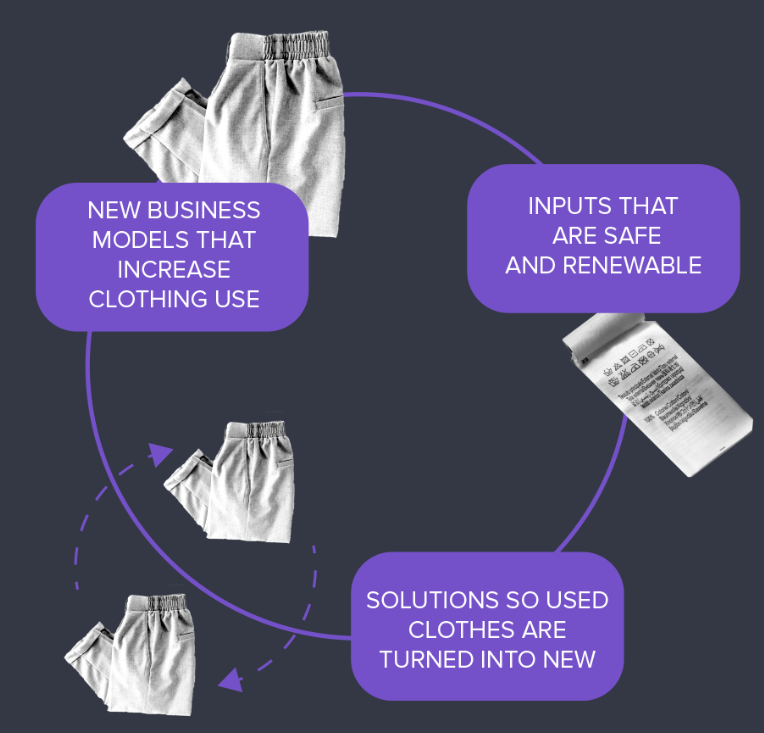 NEW BUSINESS
MODELS THAT
INCREASE
CLOTHING USE
INPUTS THAT
ARE SAFE
AND RENEWABLE
SOLUTIONS SO USED
CLOTHES ARE
TURNED INTO NEW
100%